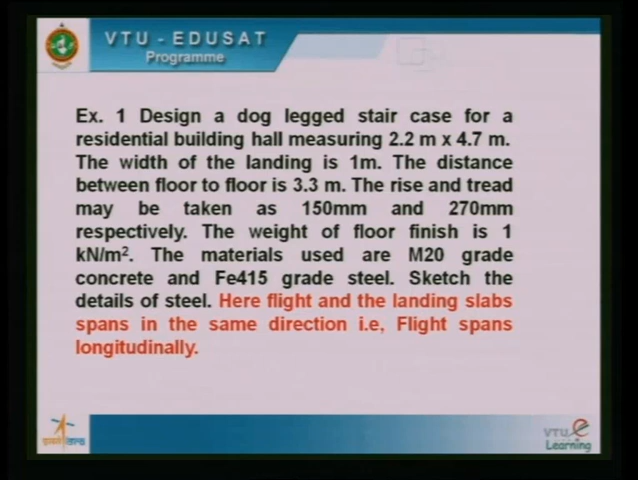 VTU - EDUSAT
Programme
Ex. 1 Design a dog legged stair case for a
residential building hall measuring 2.2 m x 4.7 m.
The width of the landing is 1m. The distance
between floor to floor is 3.3 m. The rise and tread
may be taken as 150mm and 270mm
respectively. The weight of floor finish is 1
kN/m². The materials used are M20 grade
concrete and Fe415 grade steel. Sketch the
details of steel. Here flight and the landing slabs
spans in the same direction i.e, Flight spans
longitudinally.
VTU e
Learning